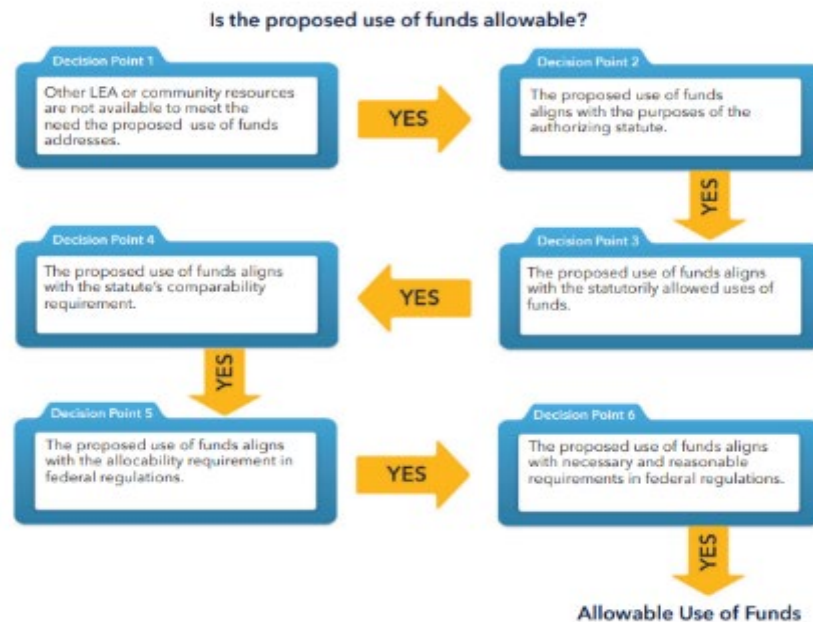 Is the proposed use of funds allowable?
Decision Point 1
Other LEA or community resources
are not available to meet the
need the proposed use of funds
addresses.
YES
Decision Point 2
The proposed use of funds
aligns with the purposes of the
authorizing statute.
YES
Decision Point 3
The proposed use of funds aligns
with the statutorily allowed uses of
funds.
YES
Decision Point 4
The proposed use of funds aligns
with the statute's comparability
requirement.
YES
Decision Point 5
The proposed use of funds aligns
with the allocability requirement in
federal regulations.
YES
Decision Point 6
The proposed use of funds aligns
with necessary and reasonable
requirements in federal regulations.
YES
Allowable Use of Funds